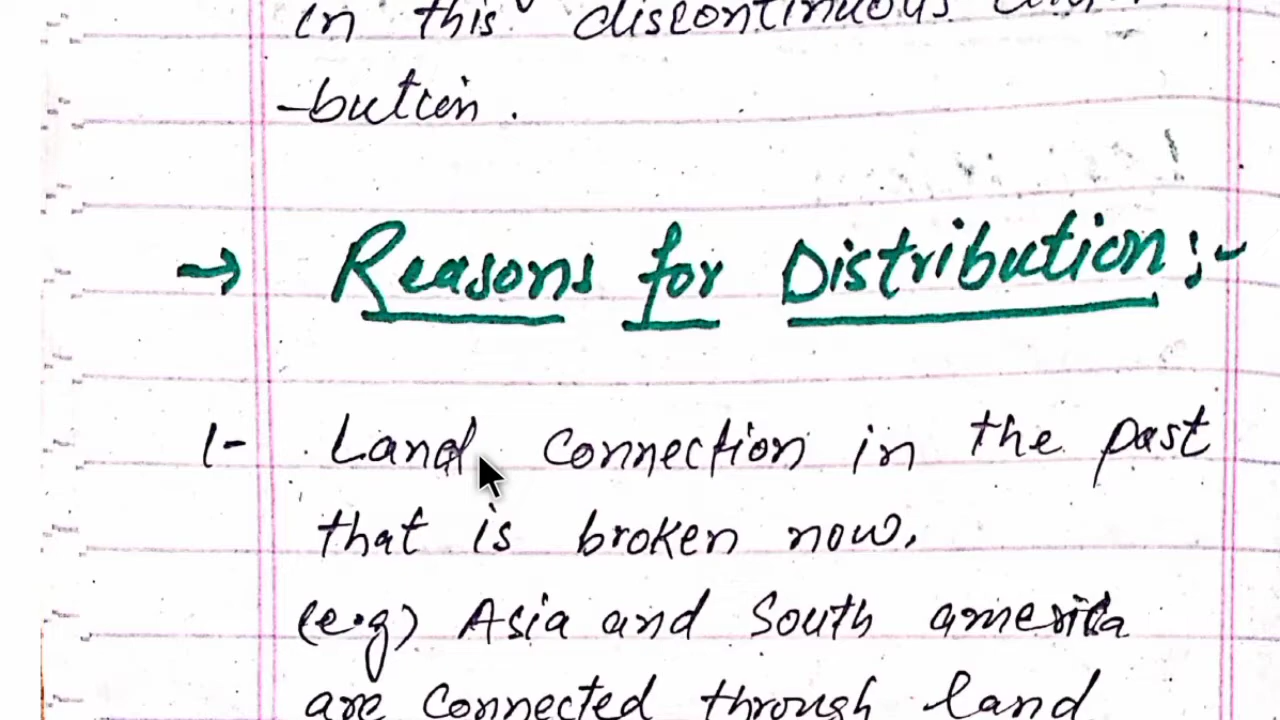 in this discontinuous
-bution.
→ Reasons for Distribution :-
1- Land connection in the past
that is broken now.
(e.g) Asia and South america
are connected through land